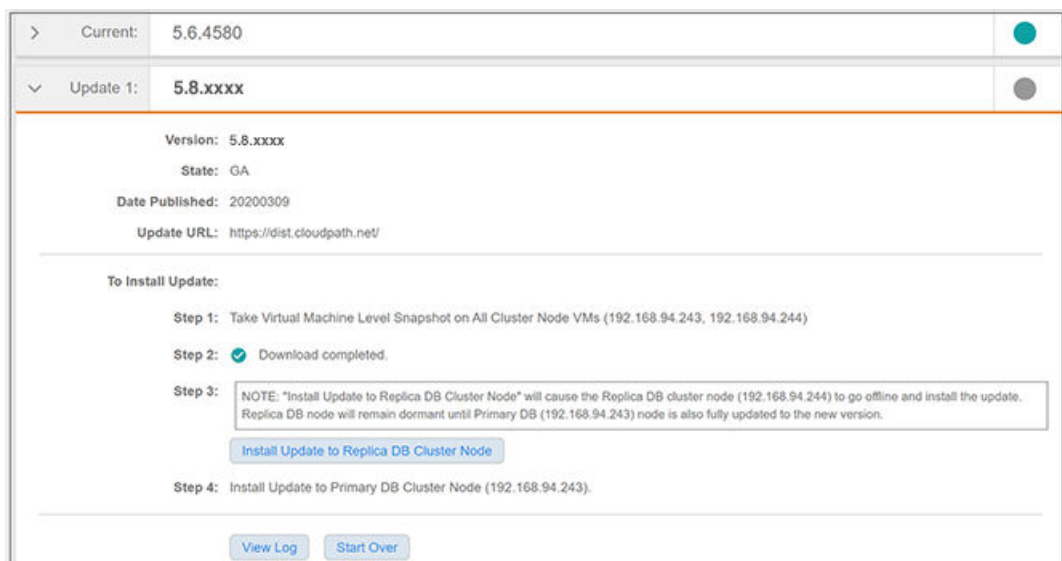 Current: 5.6.4580
Update 1: 5.8.xxxx
Version: 5.8.xxxx
State: GA
Date Published: 20200309
Update URL: https://dist.cloudpath.net/
To Install Update:
Step 1: Take Virtual Machine Level Snapshot on All Cluster Node VMs (192.168.94.243, 192.168.94.244)
Step 2: Download completed.
Step 3: NOTE: "Install Update to Replica DB Cluster Node" will cause the Replica DB cluster node (192.168.94.244) to go offline and install the update.
Replica DB node will remain dormant until Primary DB (192.168.94.243) node is also fully updated to the new version.
Install Update to Replica DB Cluster Node
Step 4: Install Update to Primary DB Cluster Node (192.168.94.243).
View Log Start Over